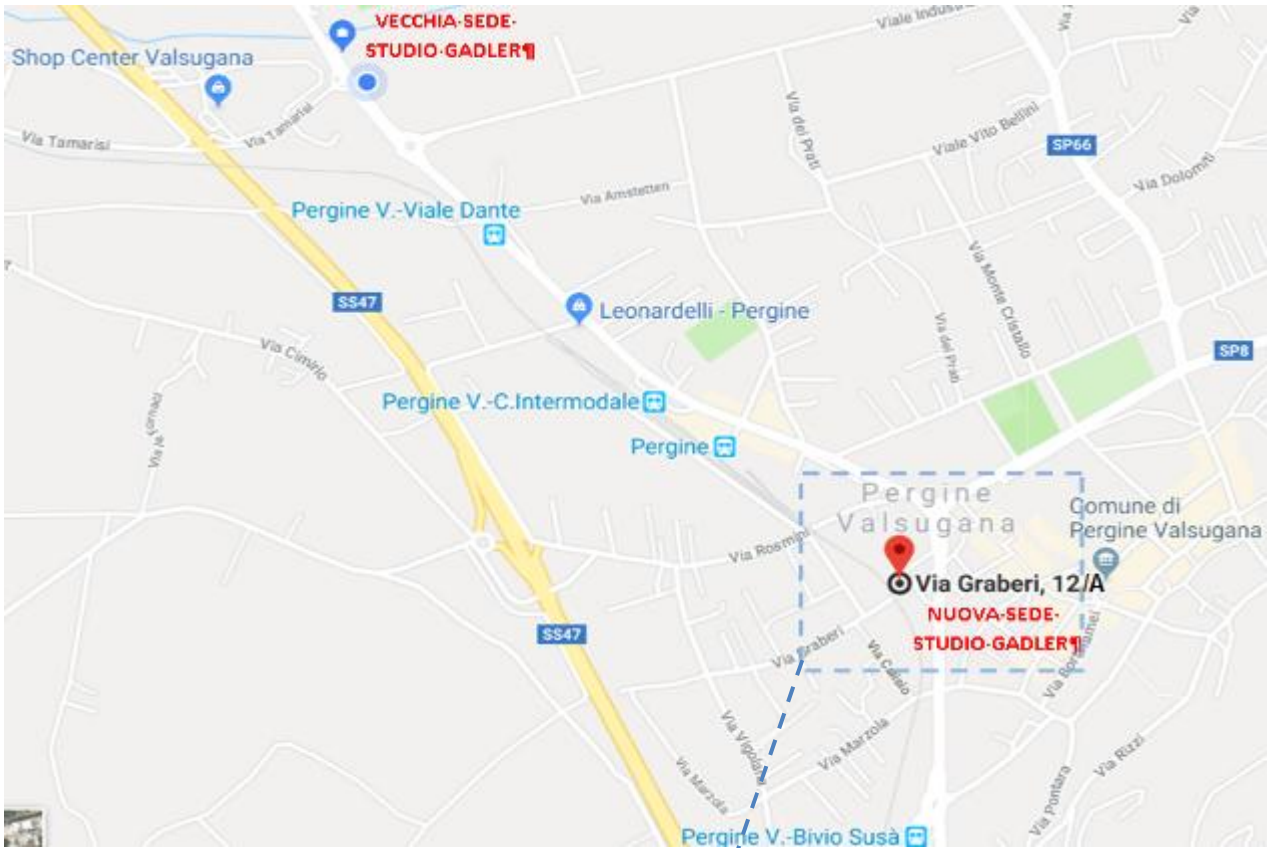 VECCHIA·SEDE·
STUDIO·GADLER¶
Shop Center Valsugana
Via Tamarisi
Via Tamarisi
Viale Indus
Via dei Prati
Viale Vito Bellini
SP66
Via Dolomiti
Via Amstetten
Pergine V.-Viale Dante
SS47
Leonardelli - Pergine
Via Monte Cristallo
Via dei Prati
SP8
Via Cimirlo
Via le Fornaci
Pergine V.-C.Intermodale
Pergine
Pergine
Valsugana
Comune di
Pergine Valsugana
Via Rosmini
Via Graberi, 12/A
NUOVA·SEDE·
STUDIO·GADLER¶
SS47
Via Graberi
Via Calisio
Via Marzola
Via Marzola
Via Rizzi
Via Pontara
Pergine V.-Bivio Susà